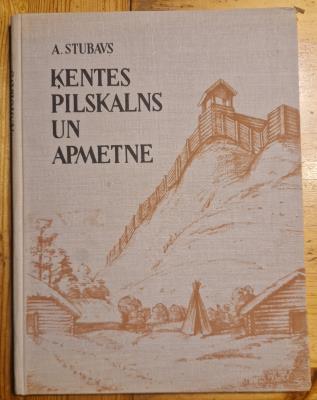 A. STUBAVS
ĶENTES
PILSKALNS
UN
APMETNE